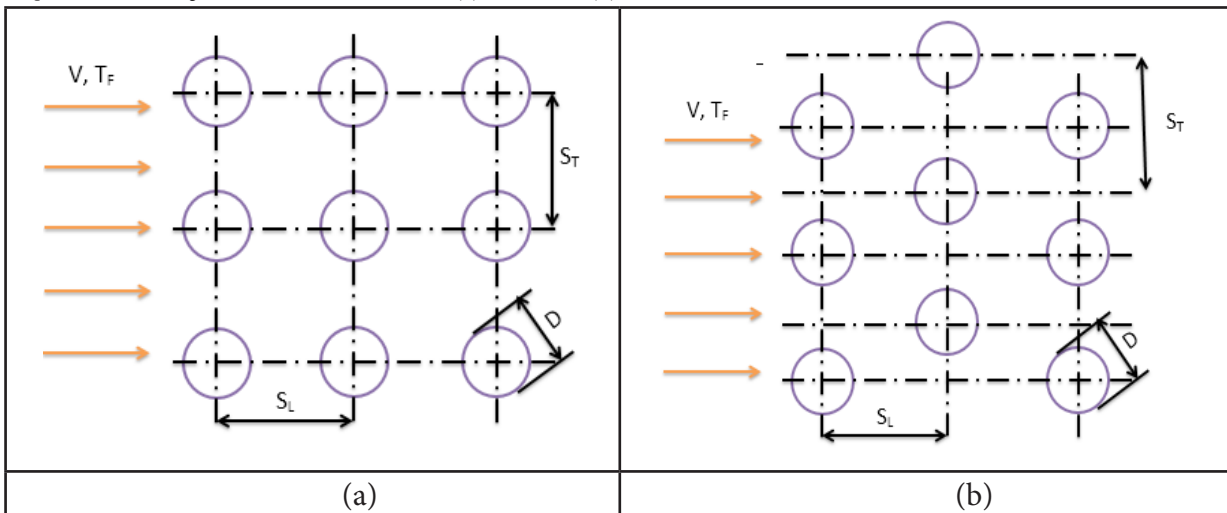 V, T_F
S_T
D
S_L
V, T_F
S_T
D
S_L
(a)
(b)